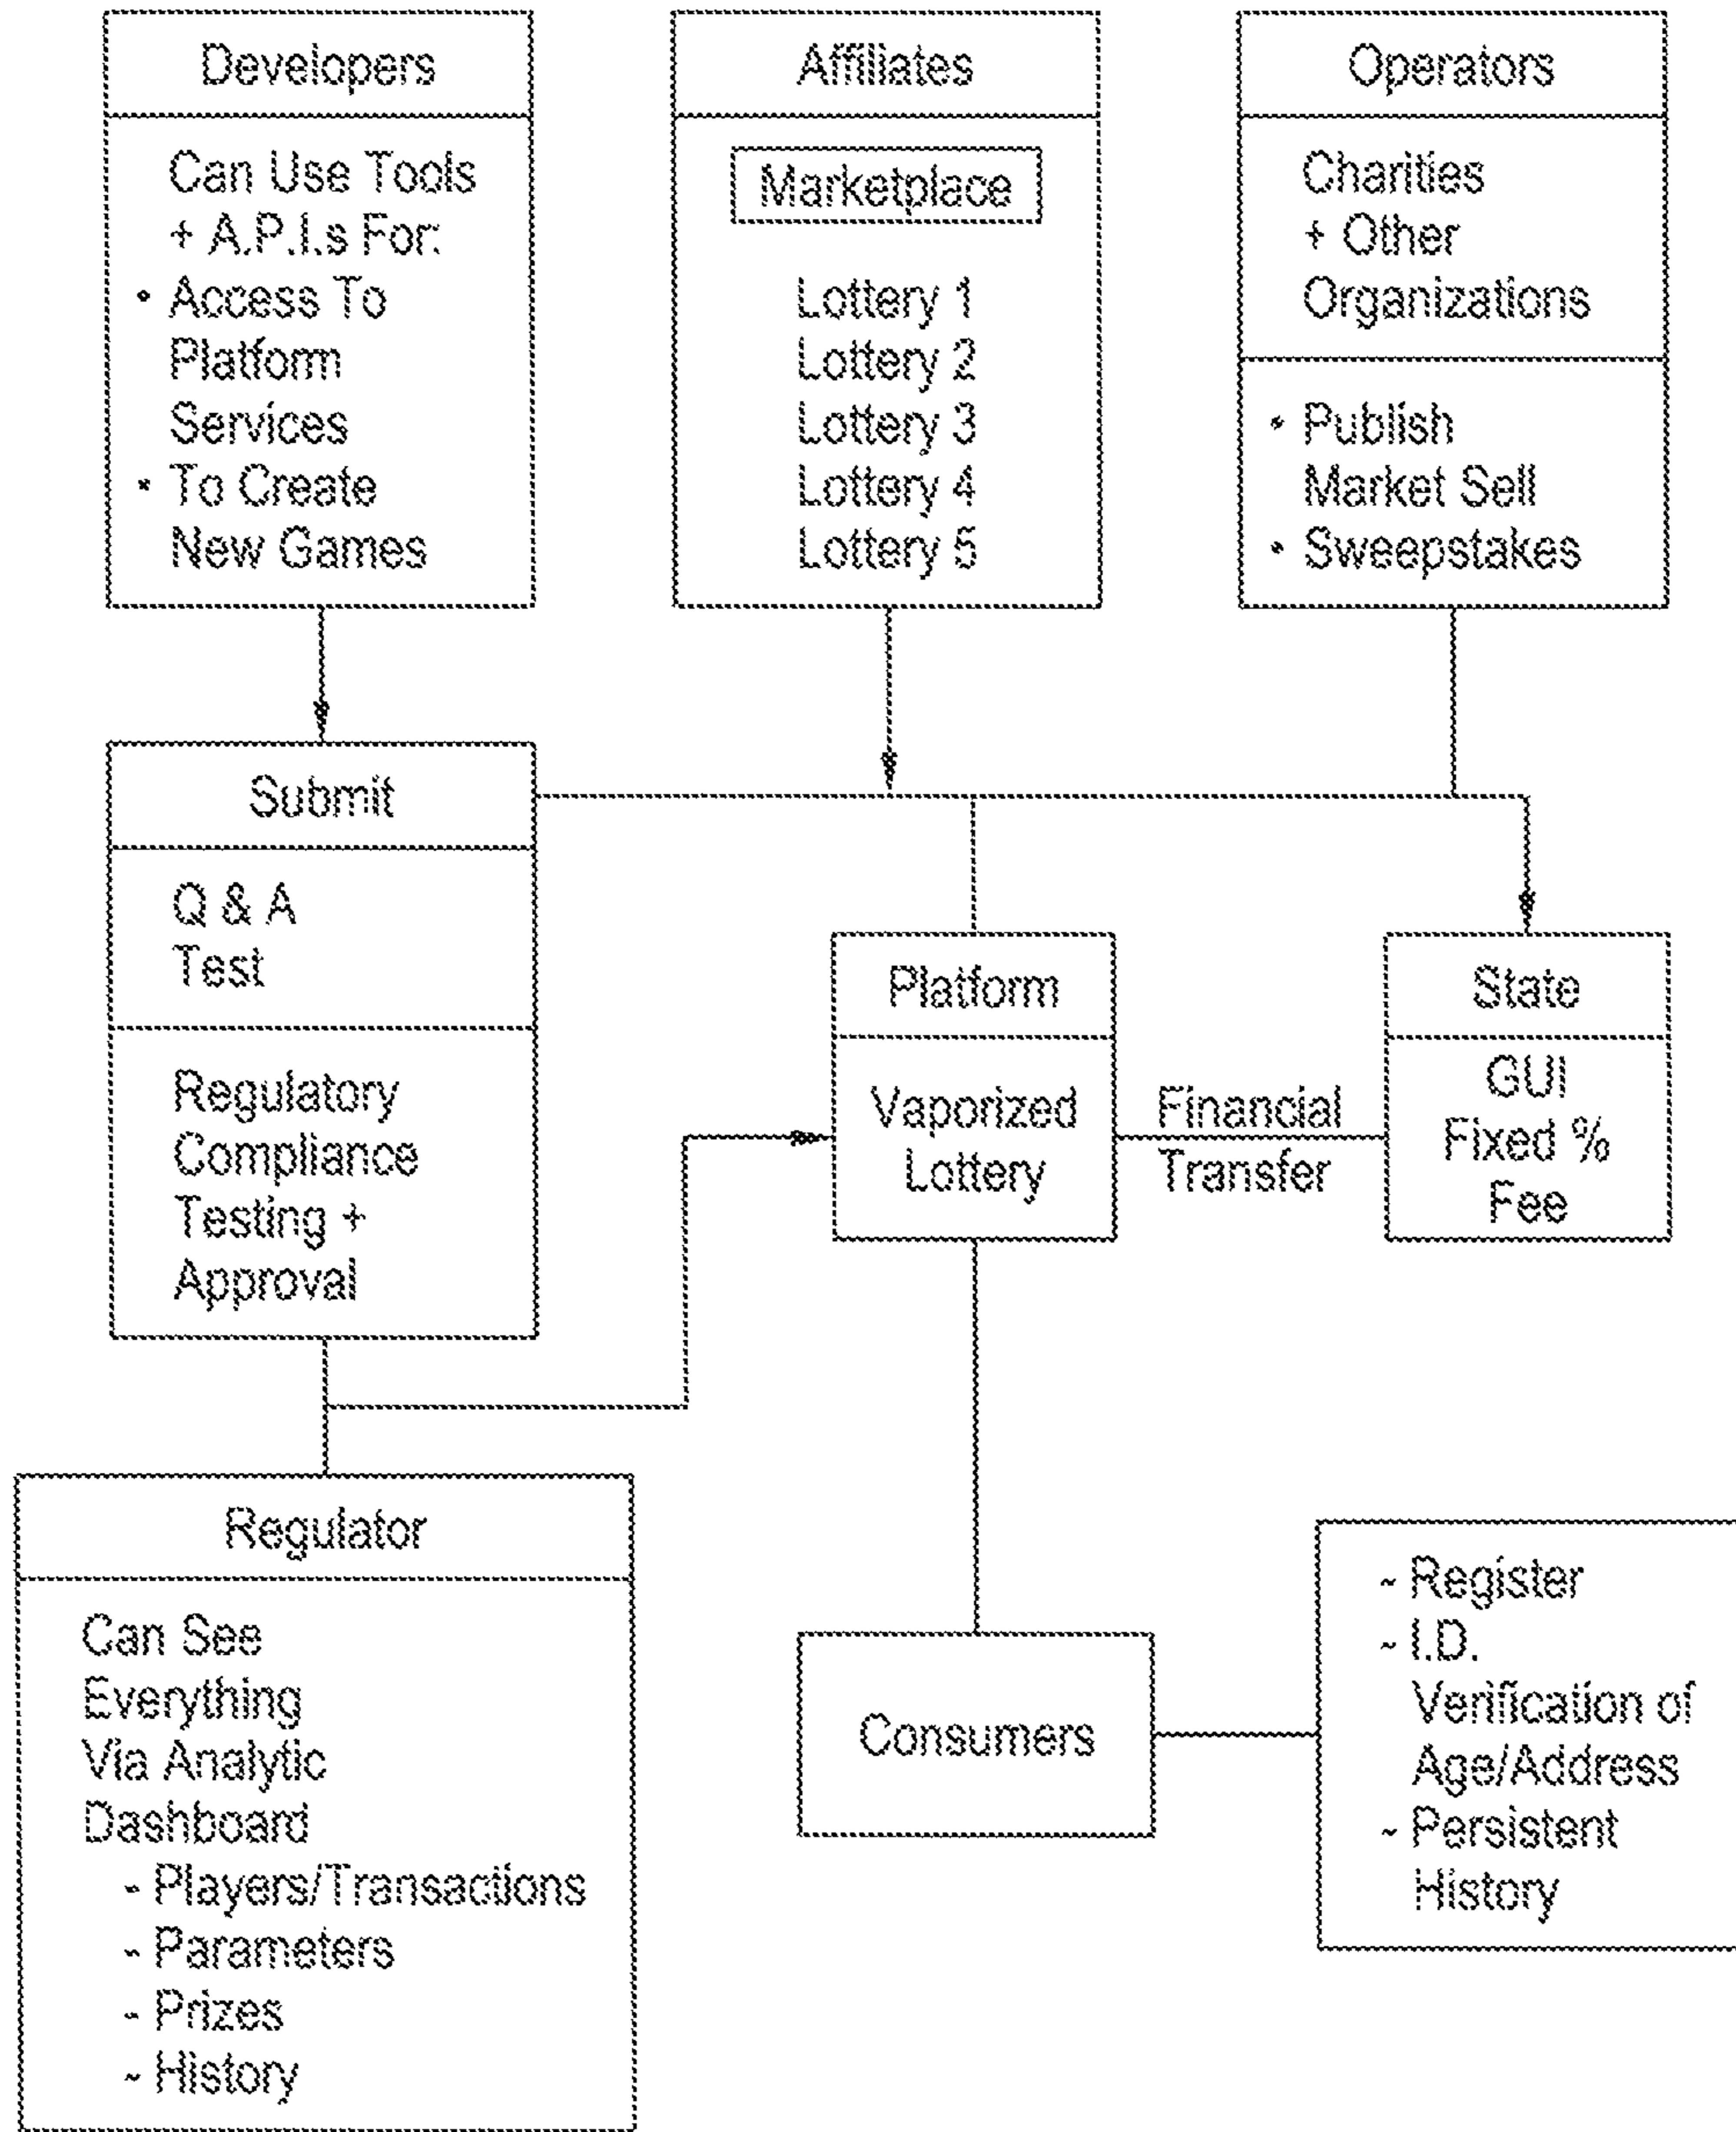 Developers
Can Use Tools
+ A.P.I.s For:
• Access To
Platform
Services
• To Create
New Games
Affiliates
Marketplace
Lottery 1
Lottery 2
Lottery 3
Lottery 4
Lottery 5
Operators
Charities
+ Other
Organizations
• Publish
Market Sell
• Sweepstakes
Submit
Q & A
Test
Regulatory
Compliance
Testing +
Approval
Platform
Vaporized
Lottery
Financial
Transfer
State
GUI
Fixed %
Fee
Regulator
Can See
Everything
Via Analytic
Dashboard
- Players/Transactions
- Parameters
- Prizes
- History
Consumers
- Register
- I.D.
Verification of
Age/Address
- Persistent
History